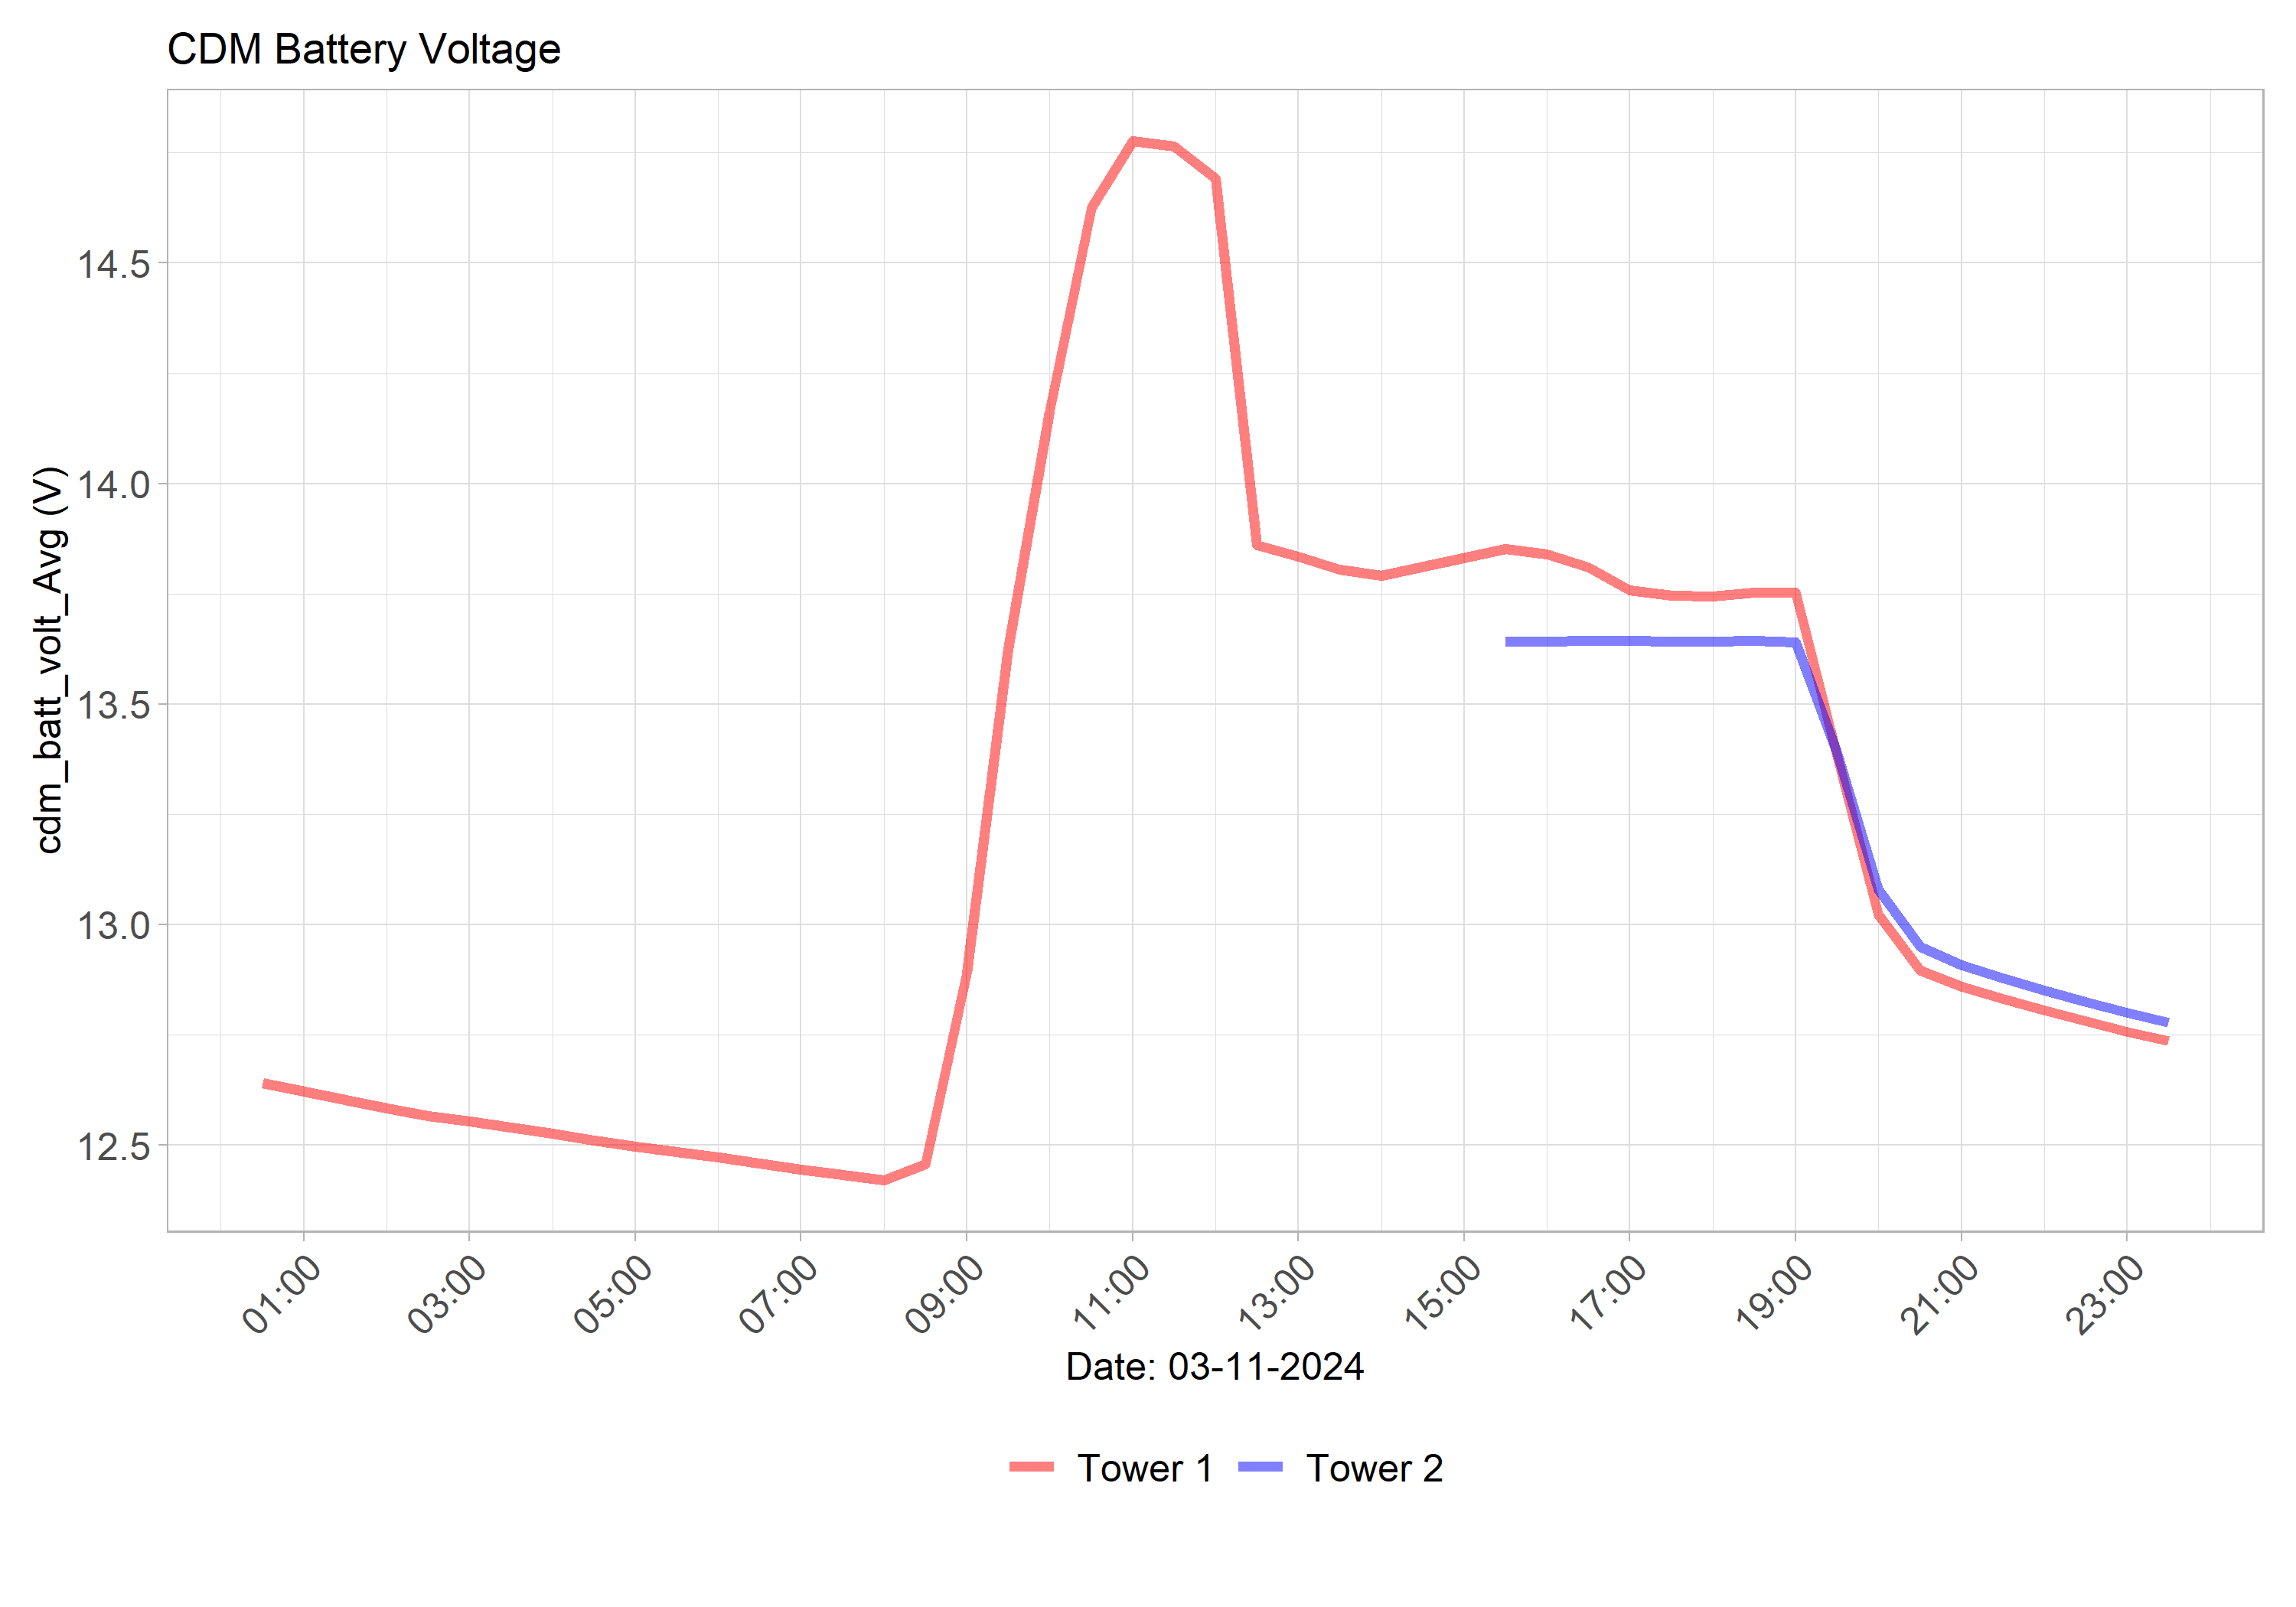 CDM Battery Voltage
cdm_batt_volt_Avg (V)
14.5
14.0
13.5
13.0
12.5
01:00 03:00 05:00 07:00 09:00 11:00 13:00 15:00 17:00 19:00 21:00 23:00
Date: 03-11-2024
Tower 1 Tower 2